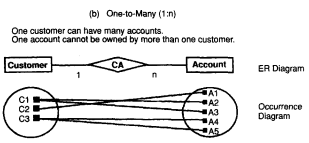 (b) One-to-Many (1:n)
One customer can have many accounts.
One account cannot be owned by more than one customer.
Customer CA Account
1 n
ER Diagram
C1
C2
C3
A1
A2
A3
A4
A5
Occurrence
Diagram